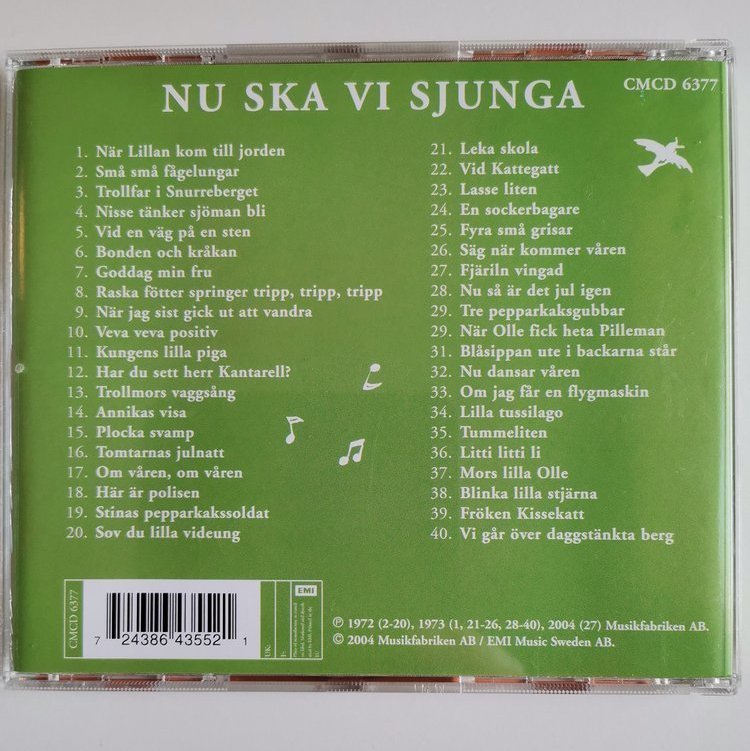 NU SKA VI SJUNGA
CMCD 6377
1. När Lillan kom till jorden
2. Små små fågelungar
3. Trollfar i Snurreberget
4. Nisse tänker sjöman bli
5. Vid en väg på en sten
6. Bonden och kråkan
7. Goddag min fru
8. Raska fötter springer tripp, tripp, tripp
9. När jag sist gick ut att vandra
10. Veva veva positiv
11. Kungens lilla piga
12. Har du sett herr Kantarell?
13. Trollmors vaggsång
14. Annikas visa
15. Plocka svamp
16. Tomtarnas julnatt
17. Om våren, om våren
18. Här är polisen
19. Stinas pepparkakssoldat
20. Sov du lilla videung
21. Leka skola
22. Vid Kattegatt
23. Lasse liten
24. En sockerbagare
25. Fyra små grisar
26. Säg när kommer våren
27. Fjäriln vingad
28. Nu så är det jul igen
29. Tre pepparkaksgubbar
29. När Olle fick heta Pilleman
31. Blåsippan ute i backarna står
32. Nu dansar våren
33. Om jag får en flygmaskin
34. Lilla tussilago
35. Tummeliten
36. Litti litti li
37. Mors lilla Olle
38. Blinka lilla stjärna
39. Fröken Kissekatt
40. Vi går över daggstänkta berg
CMCD 6377
7 24386 43552 1
UK:
F:
EMI
℗ 1972 (2-20), 1973 (1, 21-26, 28-40), 2004 (27) Musikfabriken AB.
© 2004 Musikfabriken AB / EMI Music Sweden AB.